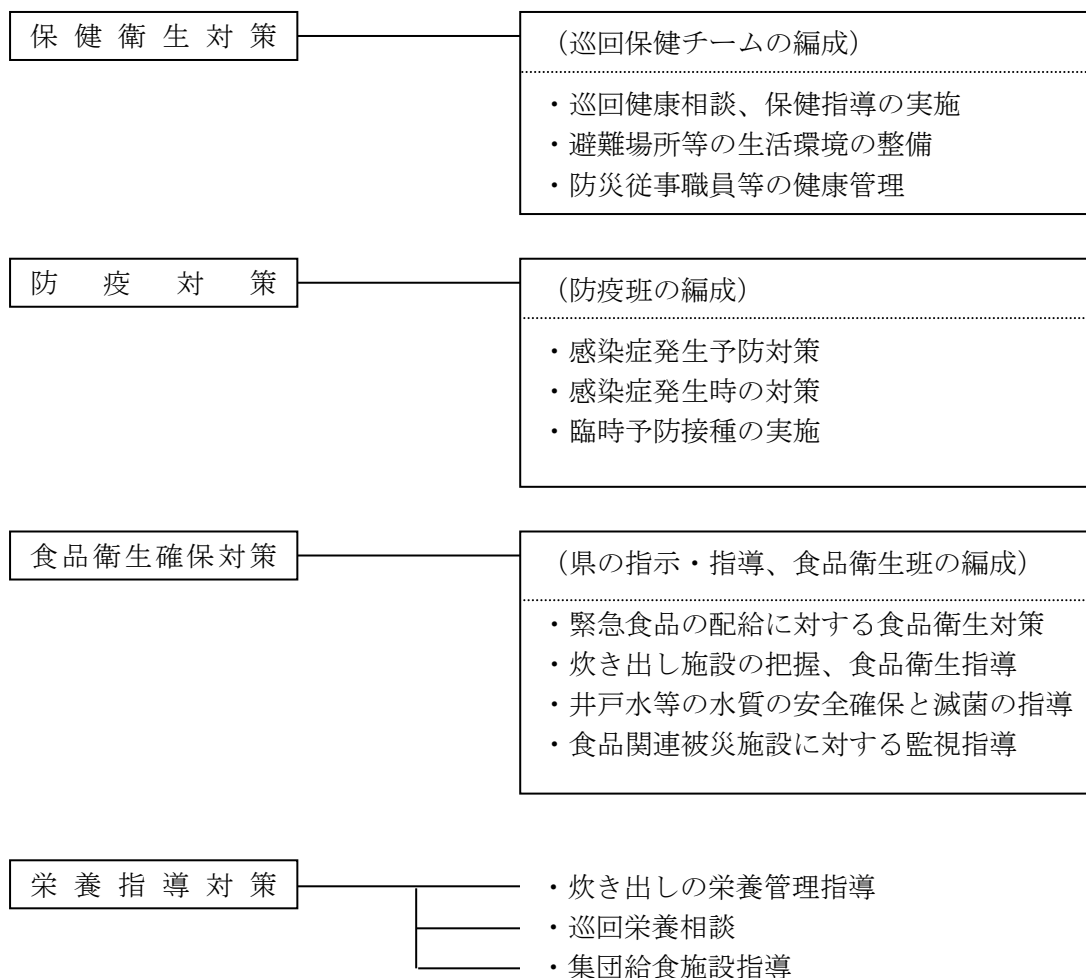 保健衛生対策
（巡回保健チームの編成）
・巡回健康相談、保健指導の実施
・避難場所等の生活環境の整備
・防災従事職員等の健康管理
防疫対策
（防疫班の編成）
・感染症発生予防対策
・感染症発生時の対策
・臨時予防接種の実施
食品衛生確保対策
（県の指示・指導、食品衛生班の編成）
・緊急食品の配給に対する食品衛生対策
・炊き出し施設の把握、食品衛生指導
・井戸水等の水質の安全確保と滅菌の指導
・食品関連被災施設に対する監視指導
栄養指導対策
・炊き出しの栄養管理指導
・巡回栄養相談
・集団給食施設指導